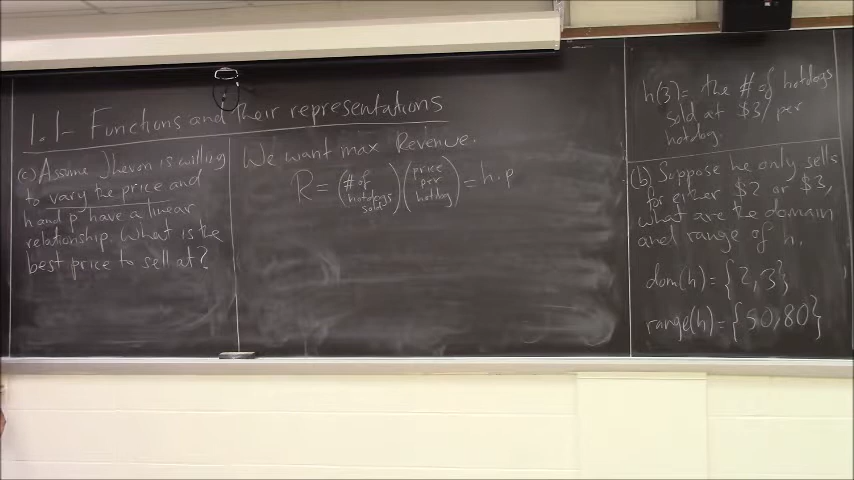 1.1- Functions and their representations
(c) Assume Jhevon is willing
to vary the price and
h and p have a linear
relationship. What is the
best price to sell at?
We want max Revenue.
R = (# of hotdogs sold)(price per hotdog) = h·p
h(3) = the # of hotdogs
sold at $3 per
hotdog.
(b) Suppose he only sells
for either $2 or $3,
what are the domain
and range of h.
dom(h) = {2,3}
range(h) = {50,80}